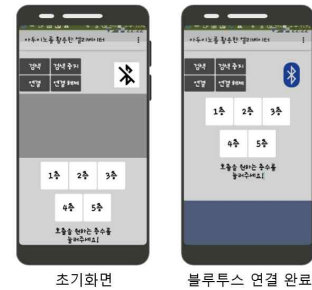 아두이노를 활용한 엘리베이터
검색
검색 중지
연결
연결 해제
1층
2층
3층
4층
5층
호출을 원하는 층수를
눌러주세요!
초기화면
아두이노를 활용한 엘리베이터
검색
검색 중지
연결
연결 해제
1층
2층
3층
4층
5층
호출을 원하는 층수를
눌러주세요!
블루투스 연결 완료